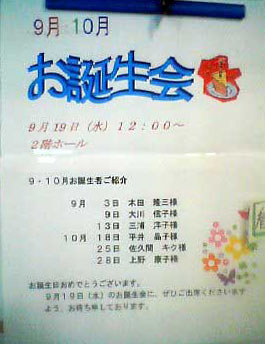 9月・10月
お誕生会
9月19日（水）12：00～
2階ホール
9・10月お誕生者ご紹介
9月　3日　木田　隆三様
9日　大川　信子様
13日　三浦　洋子様
10月　18日　平井　晶子様
25日　佐久間　キク様
28日　上野　康子様
お誕生日おめでとうございます。
9月19日（水）のお誕生会に、ぜひご出席くださいます
よう、お待ち申しております。